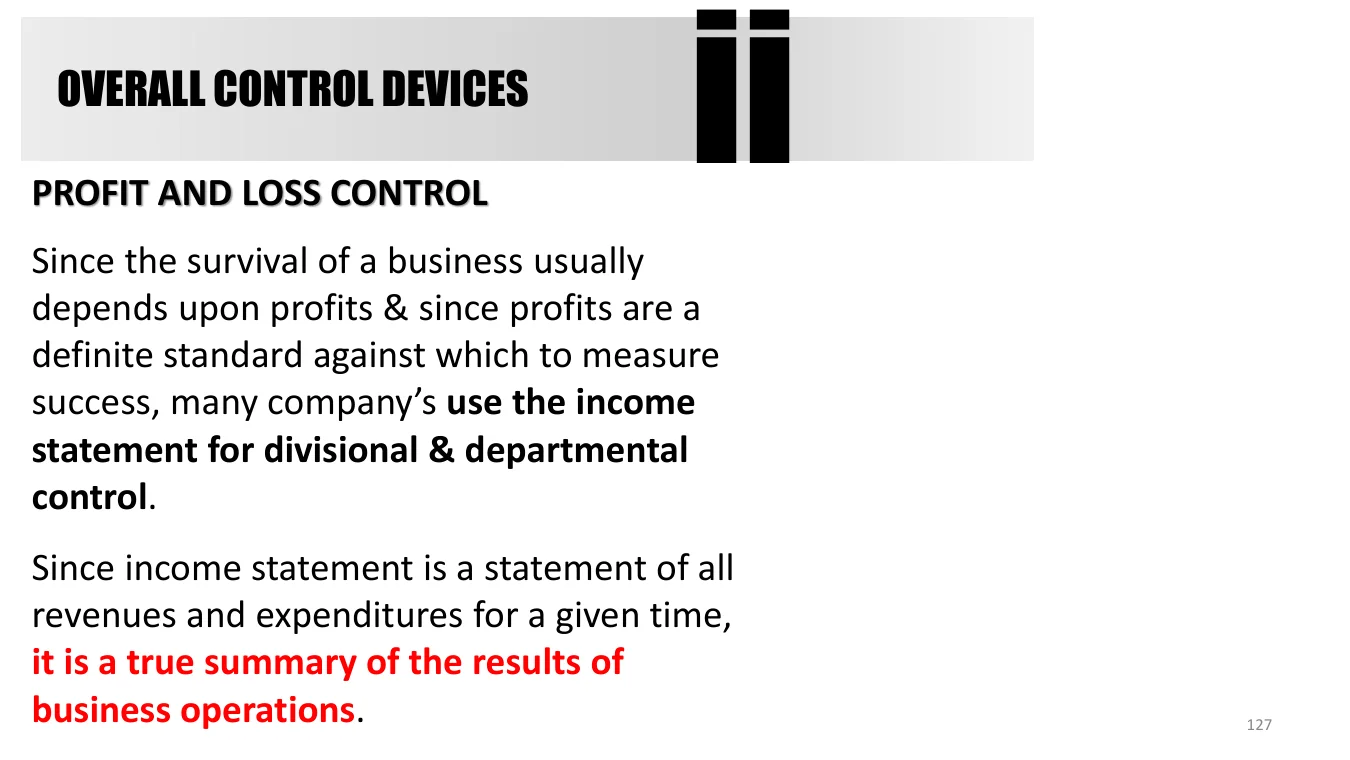 OVERALL CONTROL DEVICES
ii
PROFIT AND LOSS CONTROL
Since the survival of a business usually
depends upon profits & since profits are a
definite standard against which to measure
success, many company’s use the income
statement for divisional & departmental
control.
Since income statement is a statement of all
revenues and expenditures for a given time,
it is a true summary of the results of
business operations.
127